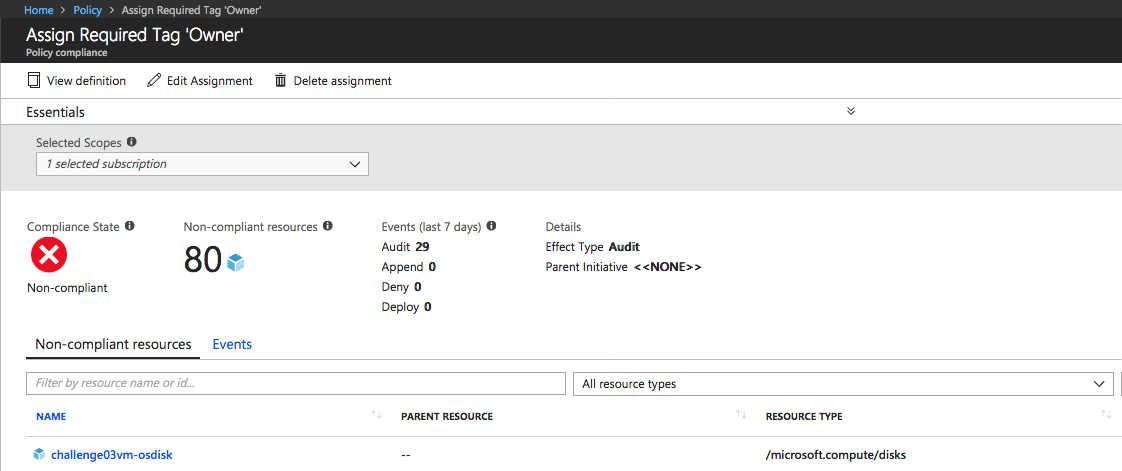 Home > Policy > Assign Required Tag 'Owner'
Assign Required Tag 'Owner'
Policy compliance
View definition Edit Assignment Delete assignment
Essentials
Selected Scopes
1 selected subscription
Compliance State Non-compliant resources Events (last 7 days) Details
80
Non-compliant
Audit 29
Append 0
Deny 0
Deploy 0
Effect Type Audit
Parent Initiative <<NONE>>
Non-compliant resources Events
Filter by resource name or id... All resource types
NAME PARENT RESOURCE RESOURCE TYPE
challenge03vm-osdisk -- /microsoft.compute/disks